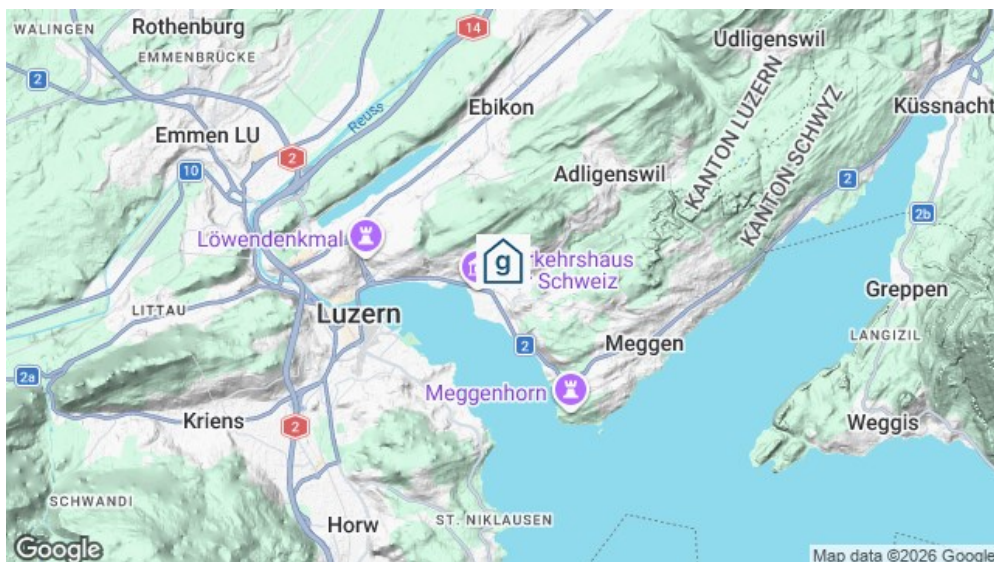 WALINGEN
Rothenburg
14
Udligenswil
EMMENBRÜCKE
2
Ebikon
KANTON LUZERN
Küssnacht
Reuss
Emmen LU
2
KANTON SCHWYZ
10
Adligenswil
2
2b
Löwendenkmal
g
rkehrshaus
Schweiz
Greppen
LITTAU
Luzern
LANGIZIL
2
Meggen
2a
Meggenhorn
Kriens
2
Weggis
SCHWANDI
Horw
ST. NIKLAUSEN
Google
Map data ©2026 Google